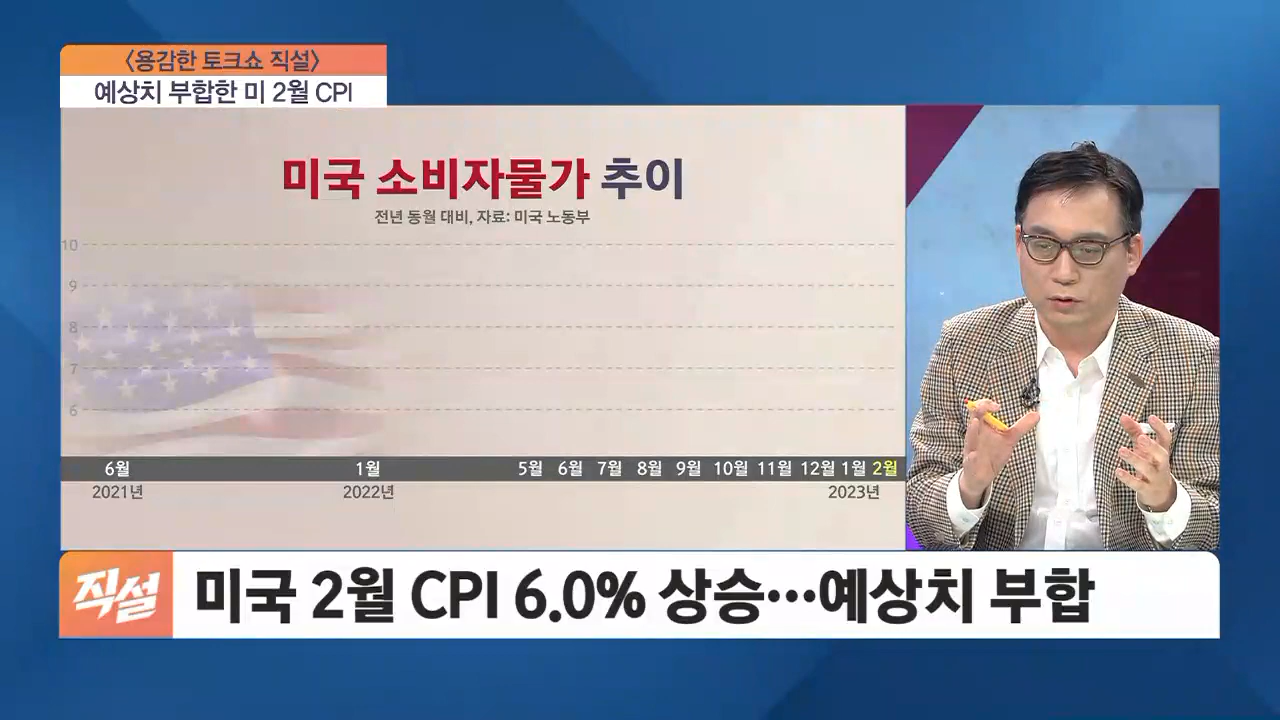 〈용감한 토크쇼 직설〉
예상치 부합한 미 2월 CPI
미국 소비자물가 추이
전년 동월 대비, 자료: 미국 노동부
10
9
8
7
6
6월 1월 5월 6월 7월 8월 9월 10월 11월 12월 1월 2월
2021년 2022년 2023년
직설 미국 2월 CPI 6.0% 상승…예상치 부합